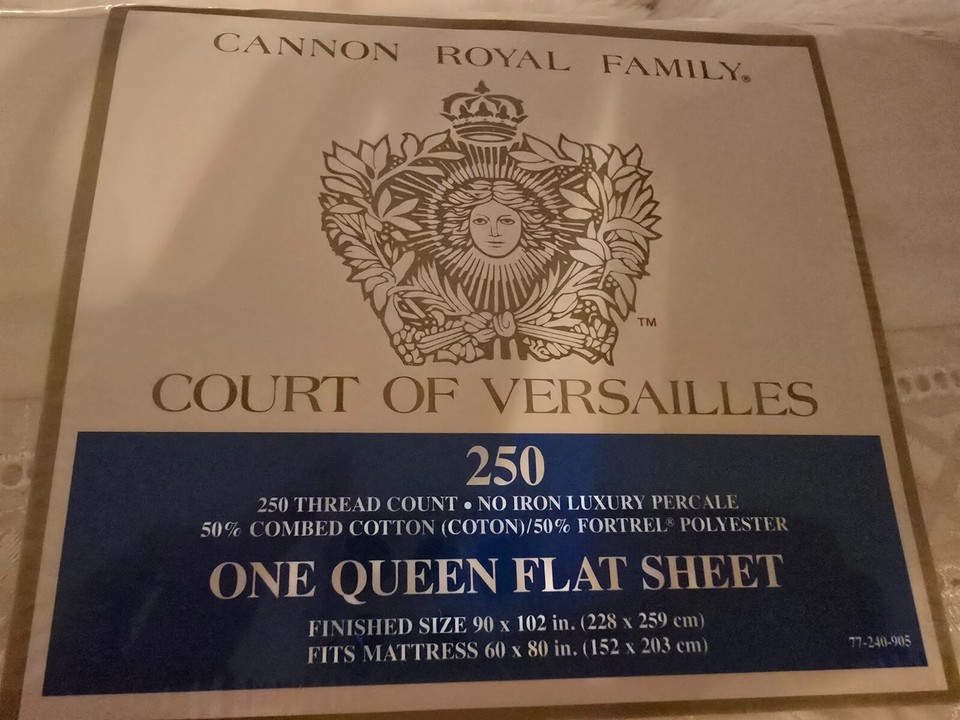 CANNON ROYAL FAMILY®
TM
COURT OF VERSAILLES
250
250 THREAD COUNT • NO IRON LUXURY PERCALE
50% COMBED COTTON (COTON)/50% FORTREL® POLYESTER
ONE QUEEN FLAT SHEET
FINISHED SIZE 90 x 102 in. (228 x 259 cm)
FITS MATTRESS 60 x 80 in. (152 x 203 cm)
77-240-905